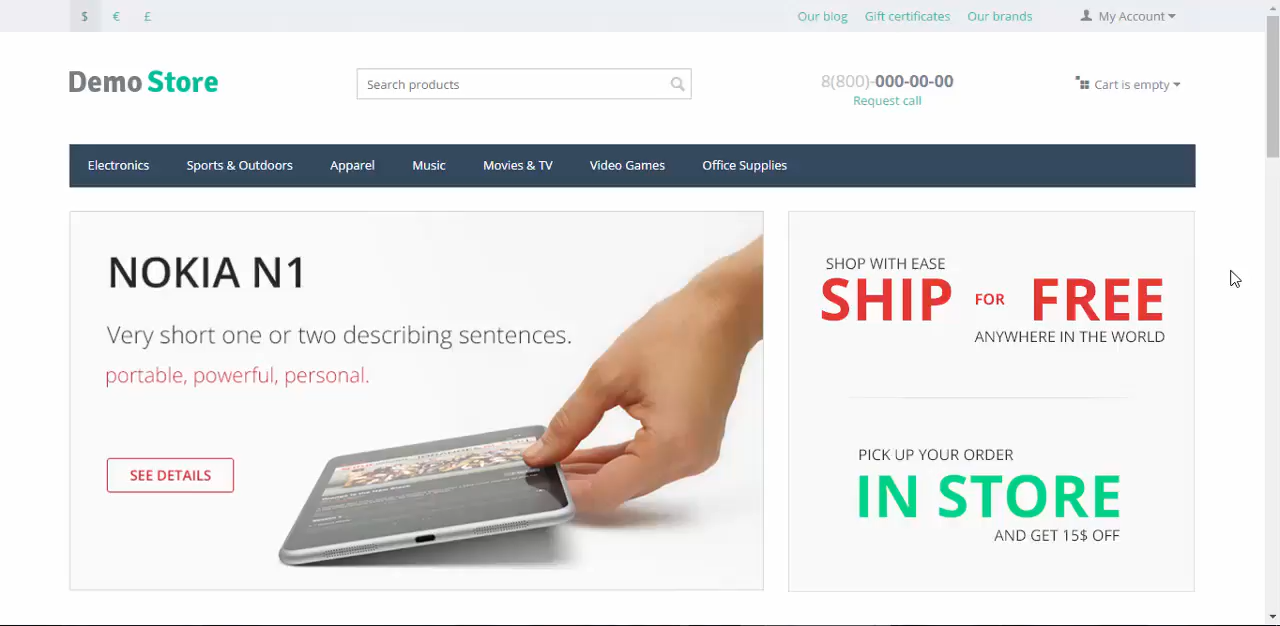 $ € £ Our blog Gift certificates Our brands My Account
Demo Store Search products 8(800)-000-00-00 Cart is empty
Request call
Electronics Sports & Outdoors Apparel Music Movies & TV Video Games Office Supplies
NOKIA N1
Very short one or two describing sentences.
portable, powerful, personal.
SEE DETAILS
SHOP WITH EASE
SHIP FOR FREE
ANYWHERE IN THE WORLD
PICK UP YOUR ORDER
IN STORE
AND GET 15$ OFF